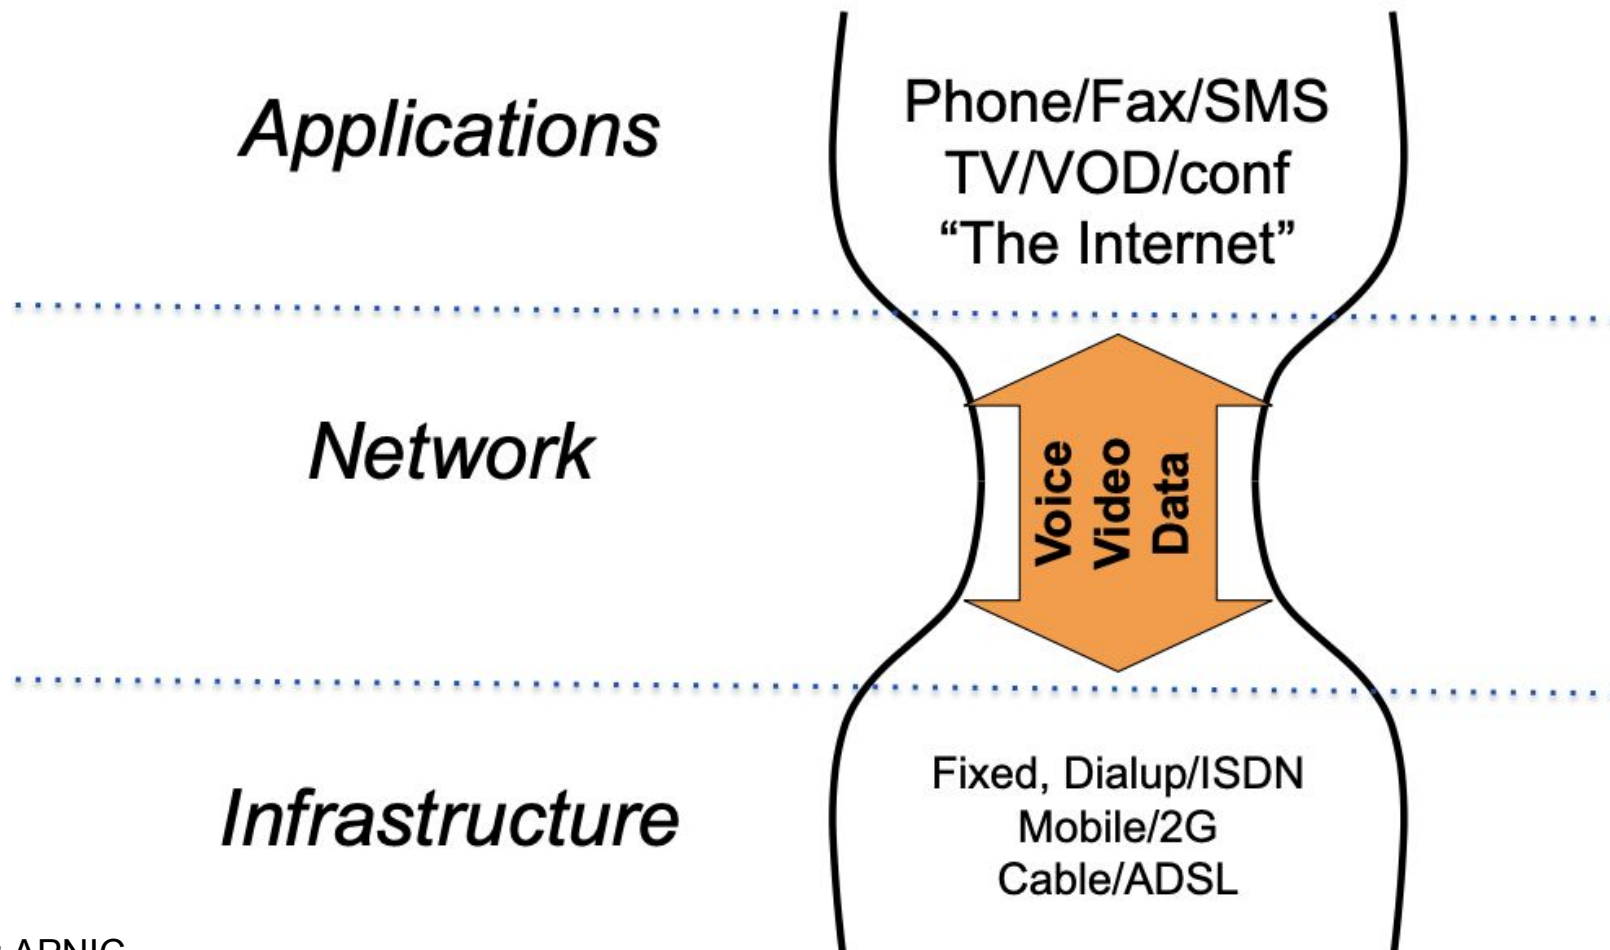 Applications
Phone/Fax/SMS
TV/VOD/conf
“The Internet”
Network
Voice
Video
Data
Infrastructure
Fixed, Dialup/ISDN
Mobile/2G
Cable/ADSL
APNIC